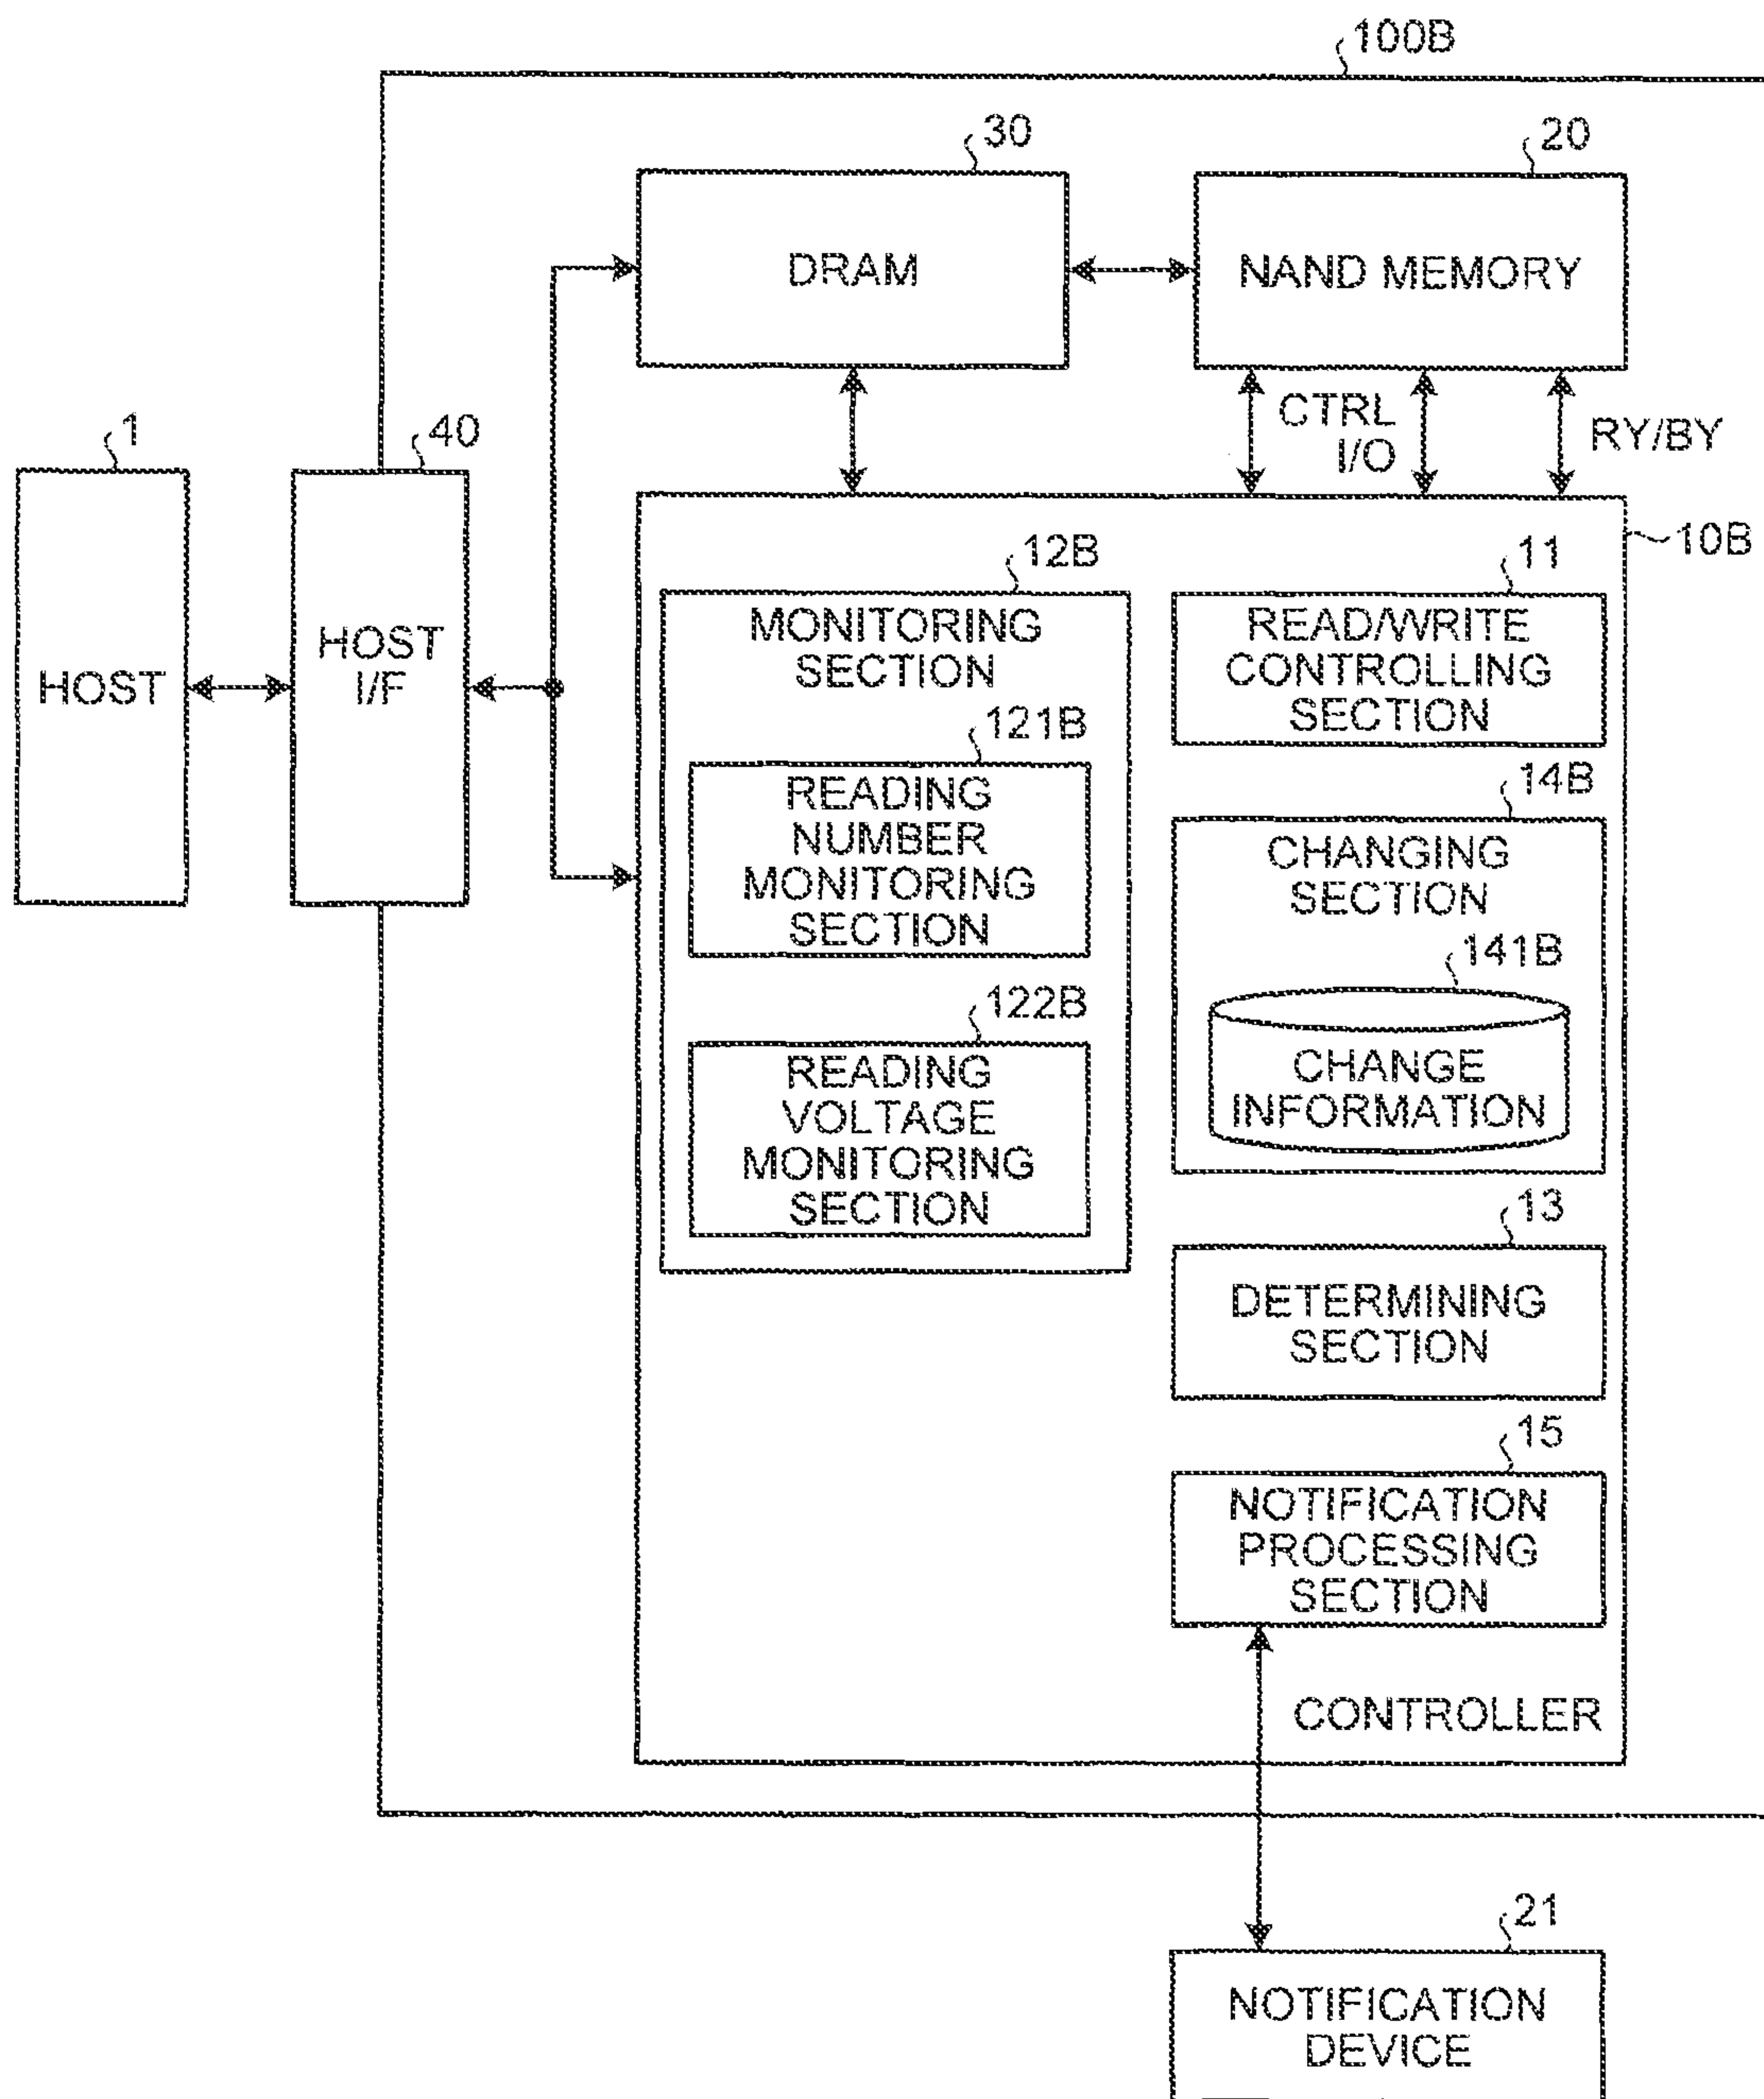 100B
30
20
DRAM
NAND MEMORY
1
40
CTRL
I/O
RY/BY
HOST
HOST
I/F
10B
12B
MONITORING
SECTION
121B
READING
NUMBER
MONITORING
SECTION
122B
READING
VOLTAGE
MONITORING
SECTION
11
READ/WRITE
CONTROLLING
SECTION
14B
CHANGING
SECTION
141B
CHANGE
INFORMATION
13
DETERMINING
SECTION
15
NOTIFICATION
PROCESSING
SECTION
CONTROLLER
21
NOTIFICATION
DEVICE